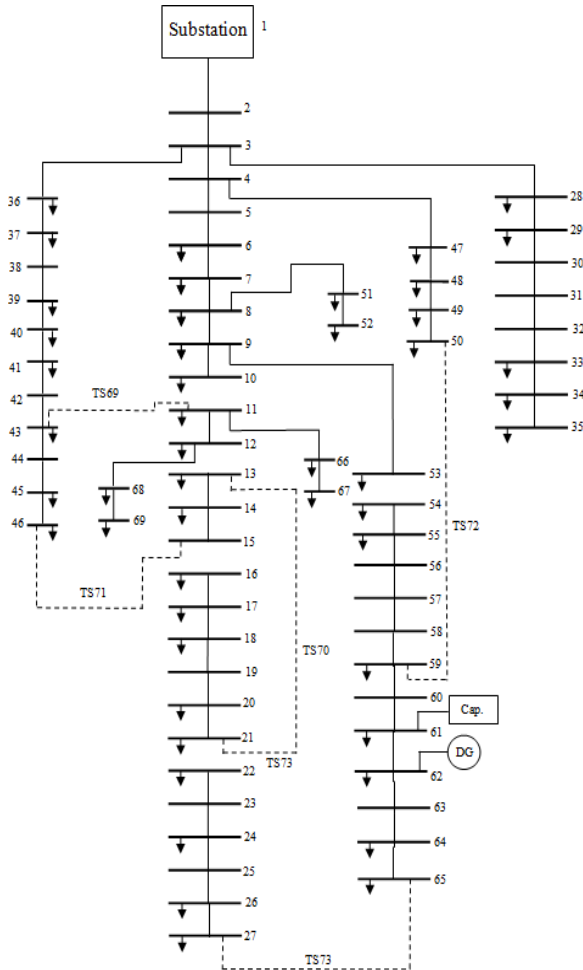 Substation 1
2
3
4
36 28
5
37 29
6 47
38 30
7 48
39 51 31
8 49
40 52 32
9 50
41 33
TS69 10
42 34
11
43 35
12
44 66 53
68 13
45 67 54
46 69 14 TS72
55
15
56
TS71 16
57
17
18 58
TS70
19 59
20 60 Cap.
21 61
TS73 DG
22 62
23 63
24 64
25 65
26
27
TS73